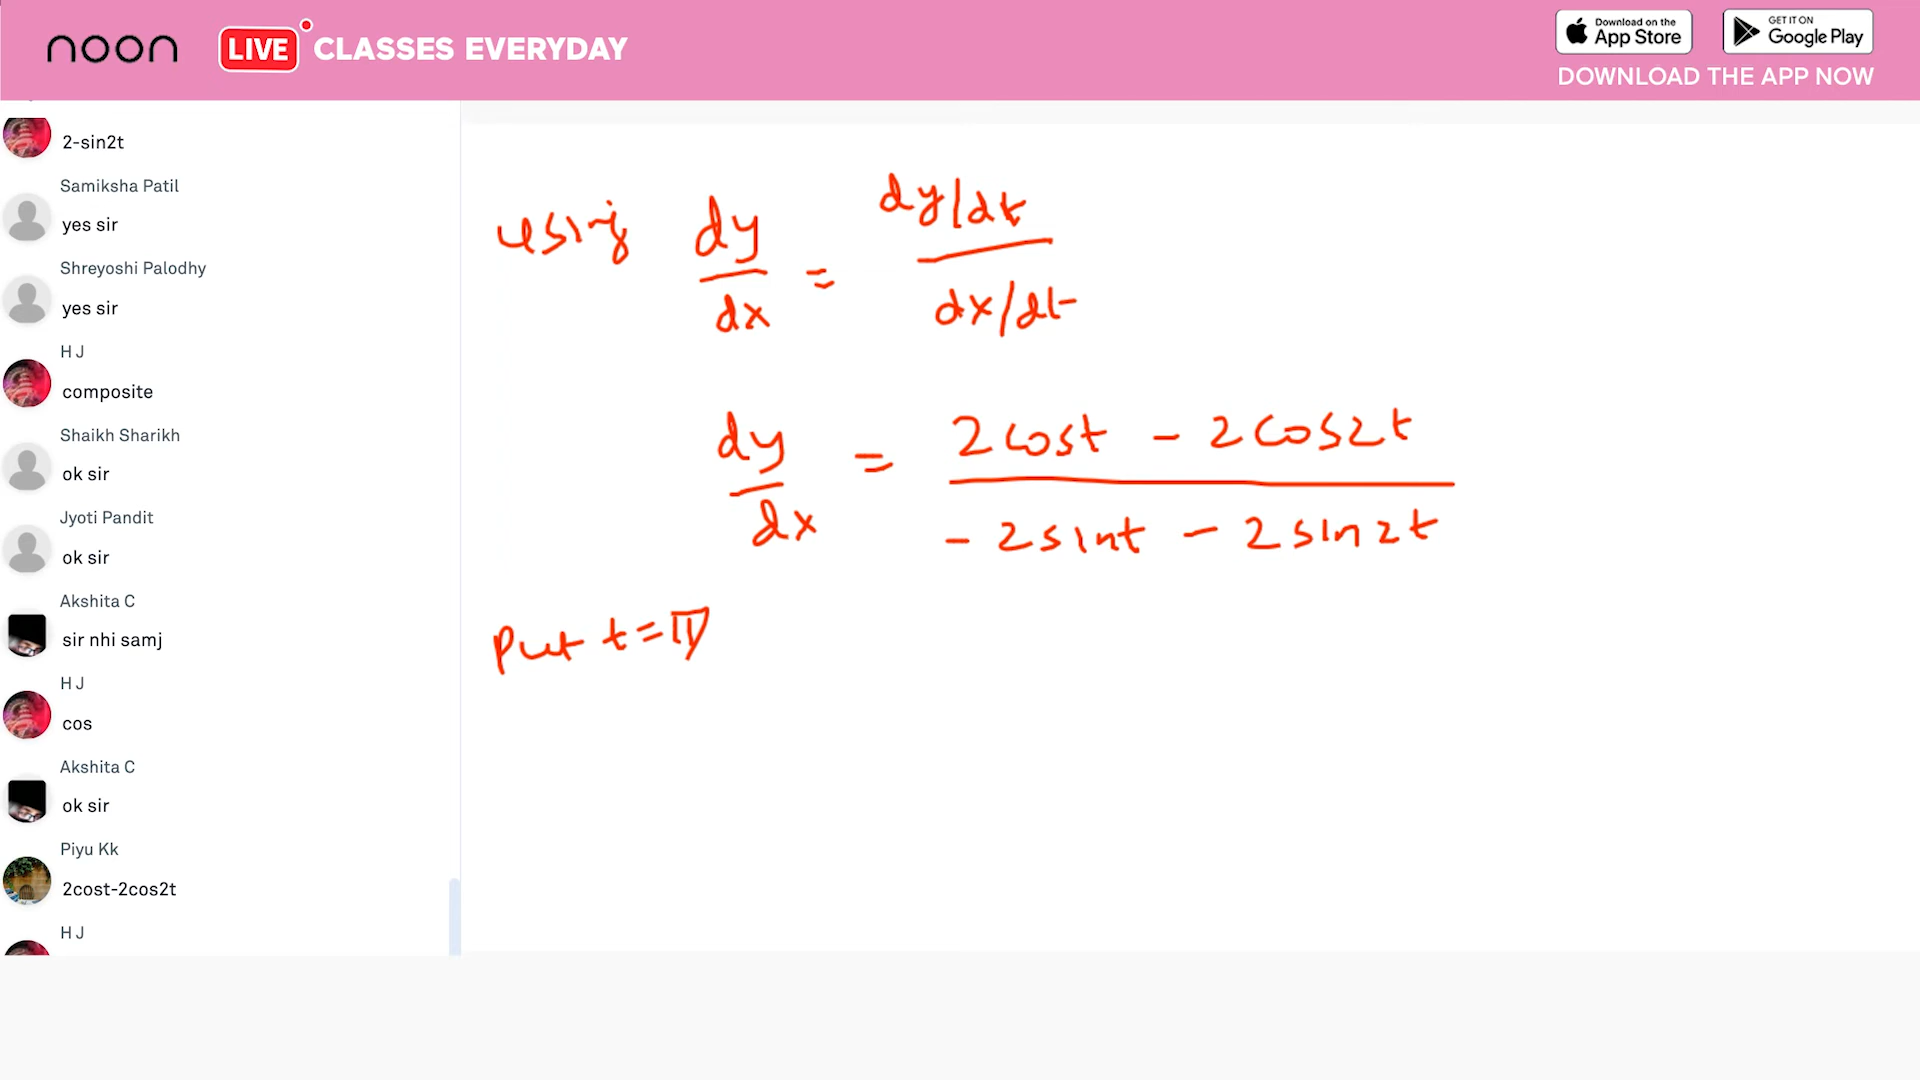 noon LIVE CLASSES EVERYDAY
Download on the App Store
GET IT ON Google Play
DOWNLOAD THE APP NOW
2-sin2t
Samiksha Patil
yes sir
Shreyoshi Palodhy
yes sir
H J
composite
Shaikh Sharikh
ok sir
Jyoti Pandit
ok sir
Akshita C
sir nhi samj
H J
cos
Akshita C
ok sir
Piyu Kk
2cost-2cos2t
H J
using dy/dx = (dy/dt)/(dx/dt)
dy/dx = (2cost - 2cos2t)/(-2sint - 2sin2t)
Put t=π